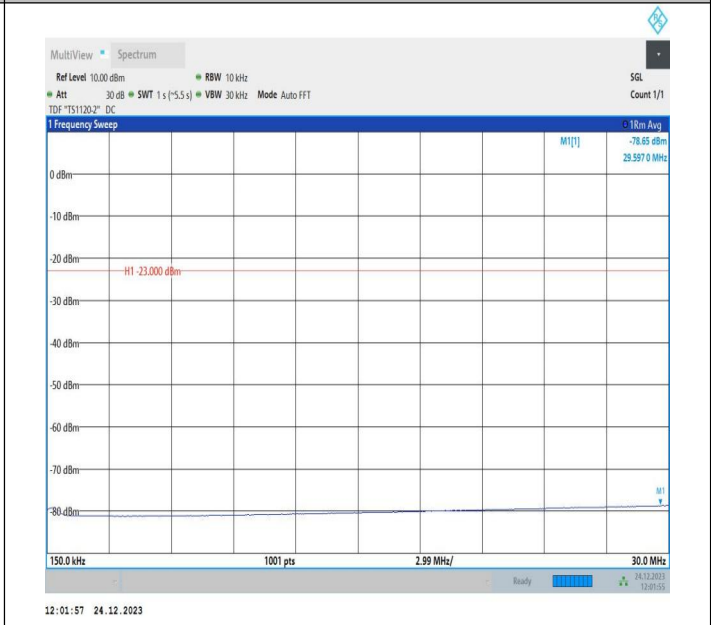 R S
MultiView Spectrum
Ref Level 10.00 dBm RBW 10 kHz SGL
Att 30 dB SWT 1 s (~5.5 s) VBW 30 kHz Mode Auto FFT Count 1/1
TDF "TS1120-2" DC
1 Frequency Sweep 1Rm Avg
M1[1] -78.65 dBm
29.597 0 MHz
0 dBm
-10 dBm
-20 dBm
H1 -23.000 dBm
-30 dBm
-40 dBm
-50 dBm
-60 dBm
-70 dBm
M1
-80 dBm
150.0 kHz 1001 pts 2.99 MHz/ 30.0 MHz
Ready 24.12.2023
12:01:55
12:01:57 24.12.2023